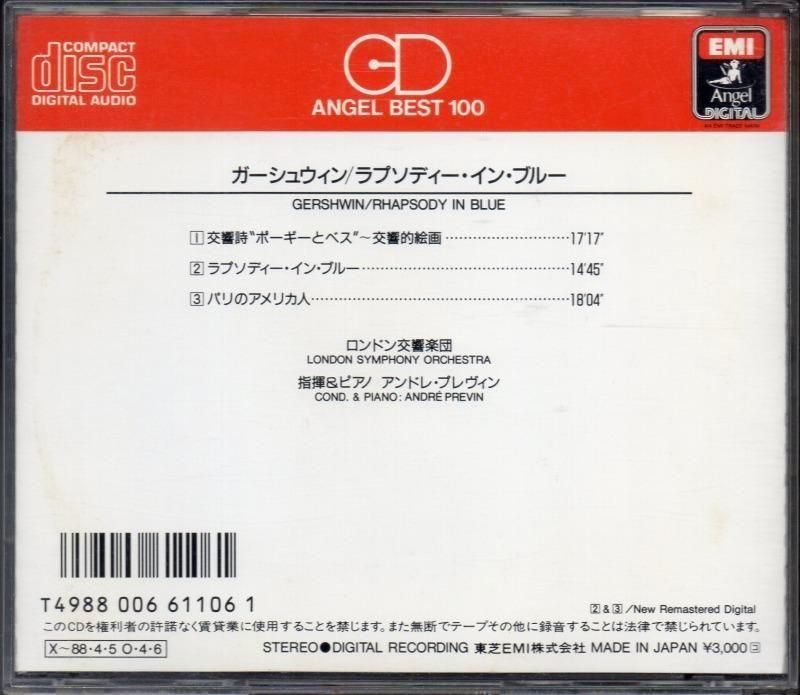 COMPACT
disc
DIGITAL AUDIO
CD
ANGEL BEST 100
EMI
Angel
DIGITAL
ガーシュウィン/ラプソディー・イン・ブルー
GERSHWIN/RHAPSODY IN BLUE
1 交響詩“ポーギーとベス”〜交響的絵画 ………………………17'17"
2 ラプソディー・イン・ブルー………………………………………14'45"
3 パリのアメリカ人…………………………………………………18'04"
ロンドン交響楽団
LONDON SYMPHONY ORCHESTRA
指揮&ピアノ アンドレ・プレヴィン
COND. & PIANO: ANDRÉ PREVIN
T4988 006 61106 1
2 & 3/New Remastered Digital
このCDを権利者の許諾なく賃貸業に使用することを禁じます。また無断でテープその他に録音することは法律で禁じられています。
X〜88・4・5 O・4・6
STEREO●DIGITAL RECORDING 東芝EMI株式会社 MADE IN JAPAN ¥3,000 コ